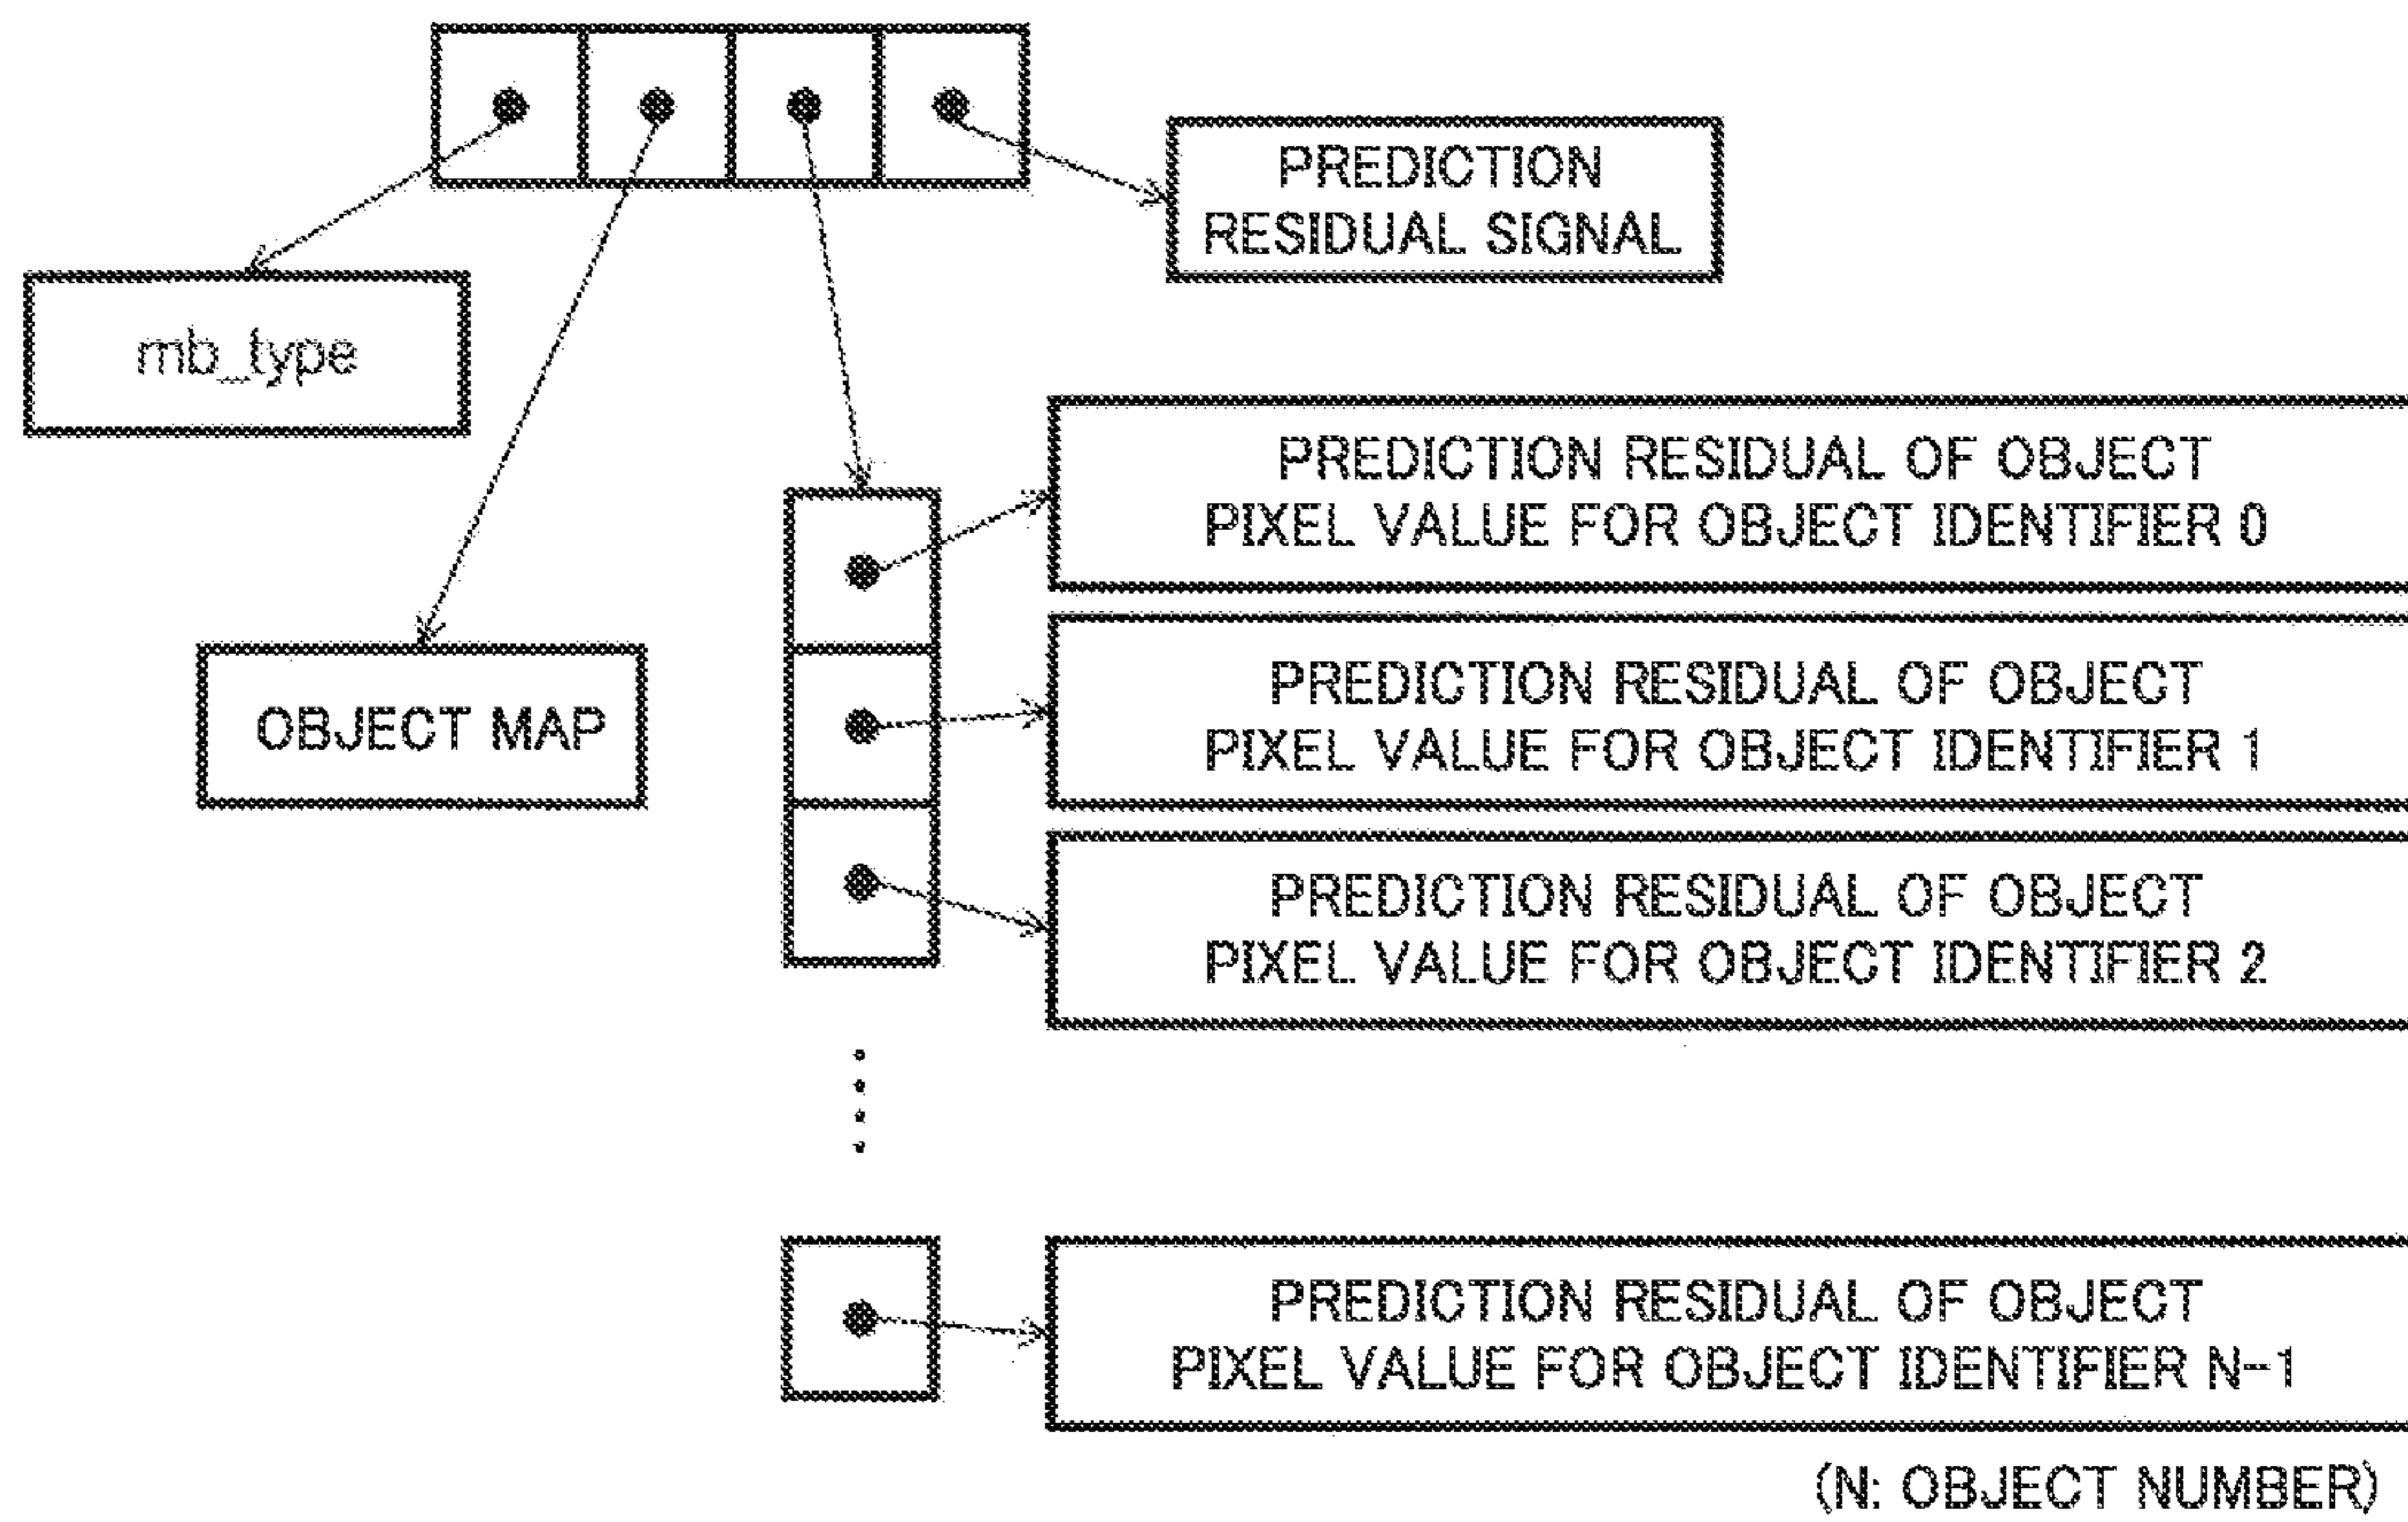 PREDICTION
RESIDUAL SIGNAL
mb_type
PREDICTION RESIDUAL OF OBJECT
PIXEL VALUE FOR OBJECT IDENTIFIER 0
OBJECT MAP
PREDICTION RESIDUAL OF OBJECT
PIXEL VALUE FOR OBJECT IDENTIFIER 1
PREDICTION RESIDUAL OF OBJECT
PIXEL VALUE FOR OBJECT IDENTIFIER 2
PREDICTION RESIDUAL OF OBJECT
PIXEL VALUE FOR OBJECT IDENTIFIER N-1
(N: OBJECT NUMBER)